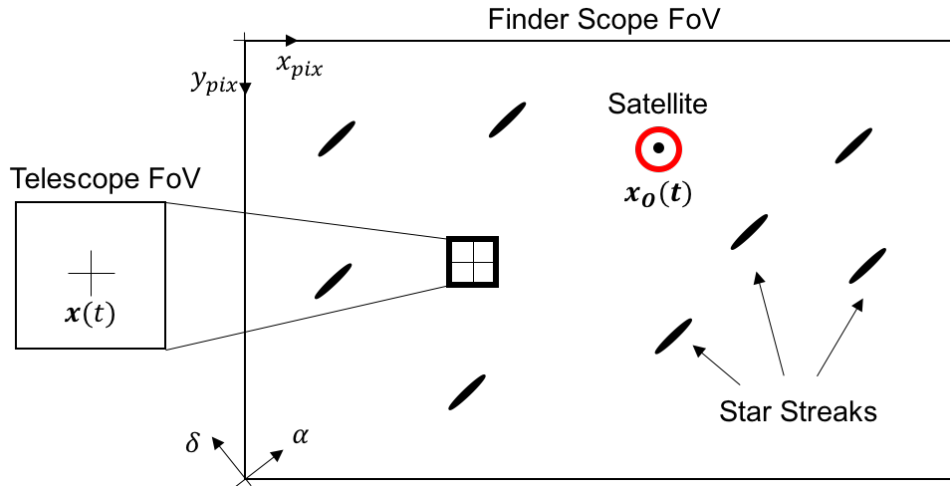 Finder Scope FoV
x_pix
y_pix
Satellite
x_O(t)
Telescope FoV
x(t)
δ
α
Star Streaks